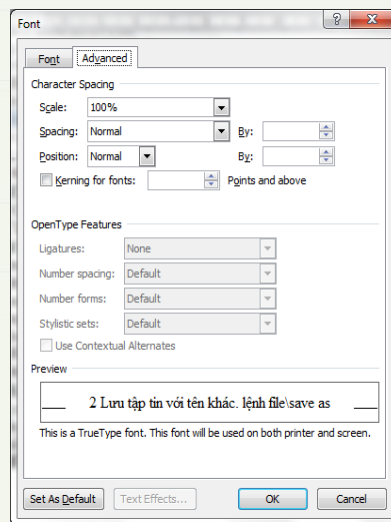 Font
Font Advanced
Character Spacing
Scale: 100%
Spacing: Normal By:
Position: Normal By:
Kerning for fonts: Points and above
OpenType Features
Ligatures: None
Number spacing: Default
Number forms: Default
Stylistic sets: Default
Use Contextual Alternates
Preview
2 Lưu tập tin với tên khác. lệnh file\save as
This is a TrueType font. This font will be used on both printer and screen.
Set As Default Text Effects... OK Cancel